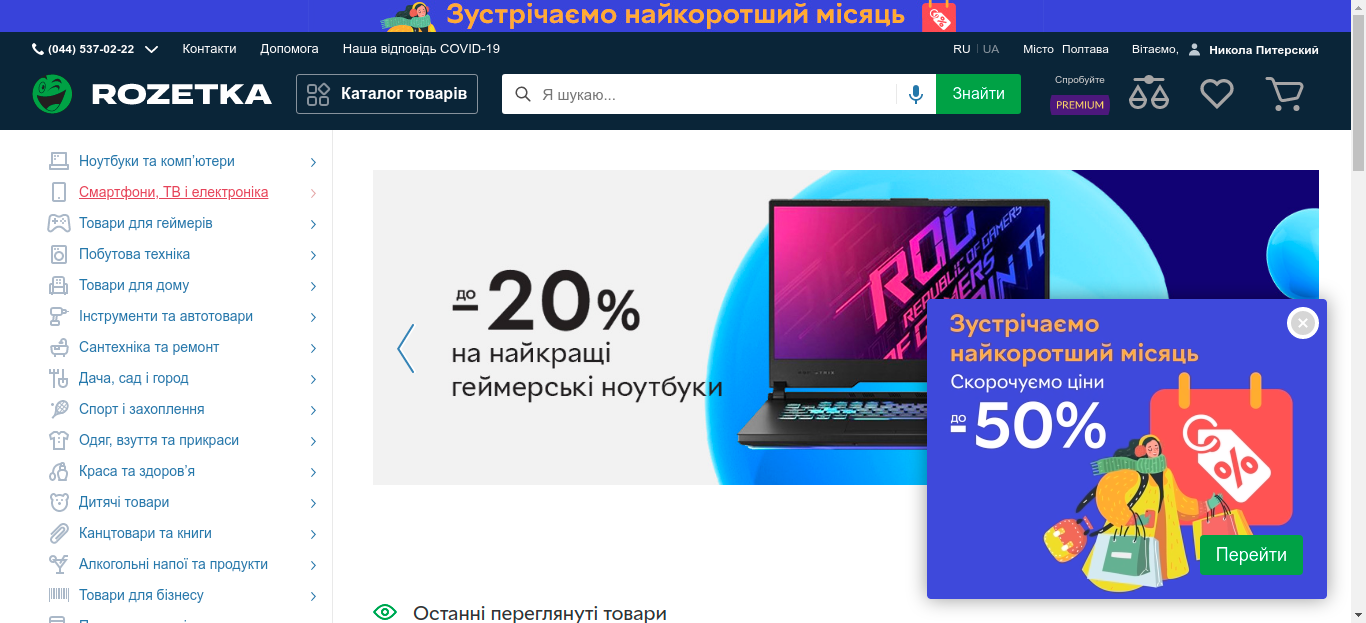 Зустрічаємо найкоротший місяць
(044) 537-02-22 Контакти Допомога Наша відповідь COVID-19 RU UA Місто Полтава Вітаємо, Никола Питерский
ROZETKA Каталог товарів Я шукаю... Знайти
Спробуйте
PREMIUM
Ноутбуки та комп'ютери
Смартфони, ТВ і електроніка
Товари для геймерів
Побутова техніка
Товари для дому
Інструменти та автотовари
Сантехніка та ремонт
Дача, сад і город
Спорт і захоплення
Одяг, взуття та прикраси
Краса та здоров'я
Дитячі товари
Канцтовари та книги
Алкогольні напої та продукти
Товари для бізнесу
до -20%
на найкращі
геймерські ноутбуки
REPUBLIC OF GAMERS
Зустрічаємо
найкоротший місяць
Скорочуємо ціни
до -50%
Перейти
Останні переглянуті товари